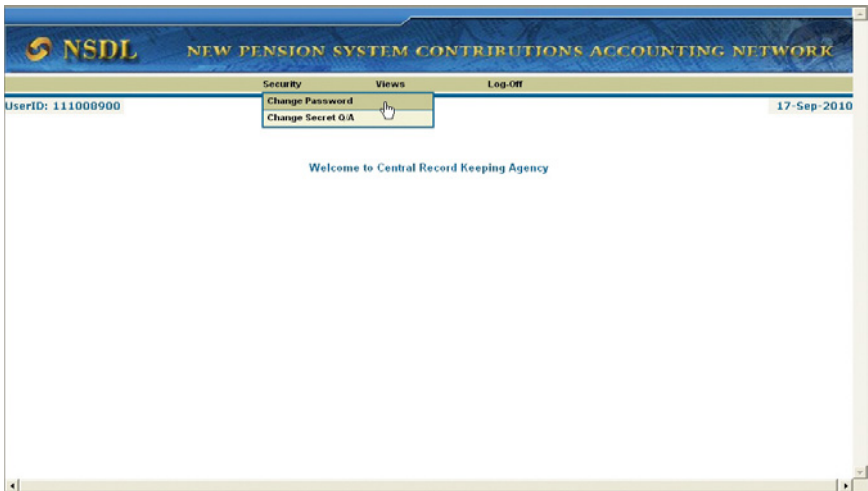 NSDL NEW PENSION SYSTEM CONTRIBUTIONS ACCOUNTING NETWORK
Security Views Log-Off
UserID: 111008900 17-Sep-2010
Change Password
Change Secret Q/A
Welcome to Central Record Keeping Agency